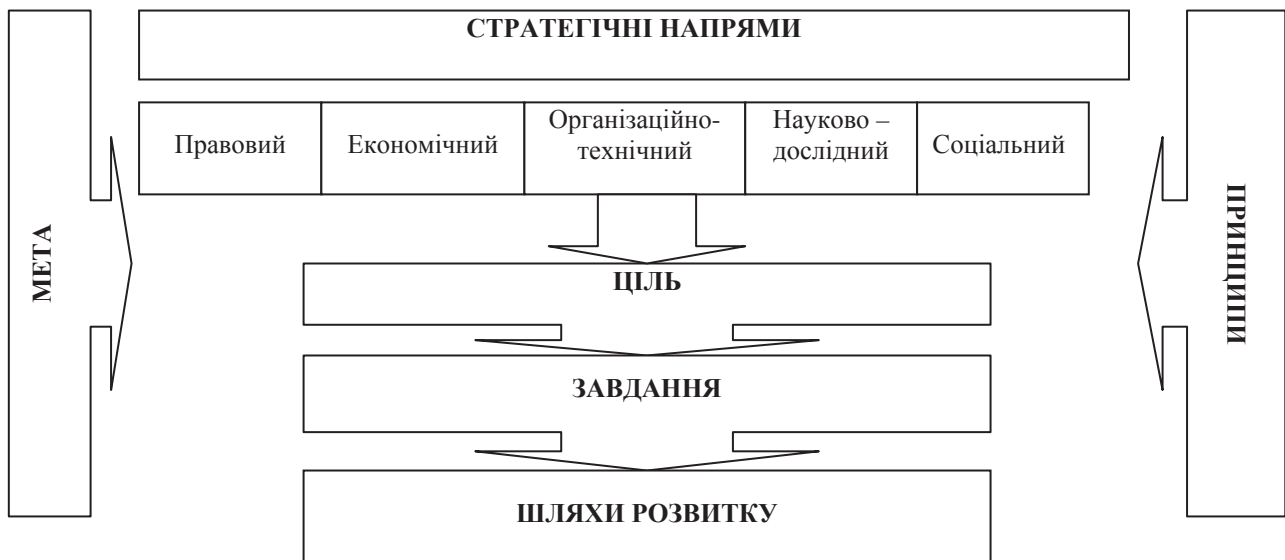 СТРАТЕГІЧНІ НАПРЯМИ
Правовий
Економічний
Організаційно-
технічний
Науково –
дослідний
Соціальний
МЕТА
ПРИНЦИПИ
ЦІЛЬ
ЗАВДАННЯ
ШЛЯХИ РОЗВИТКУ